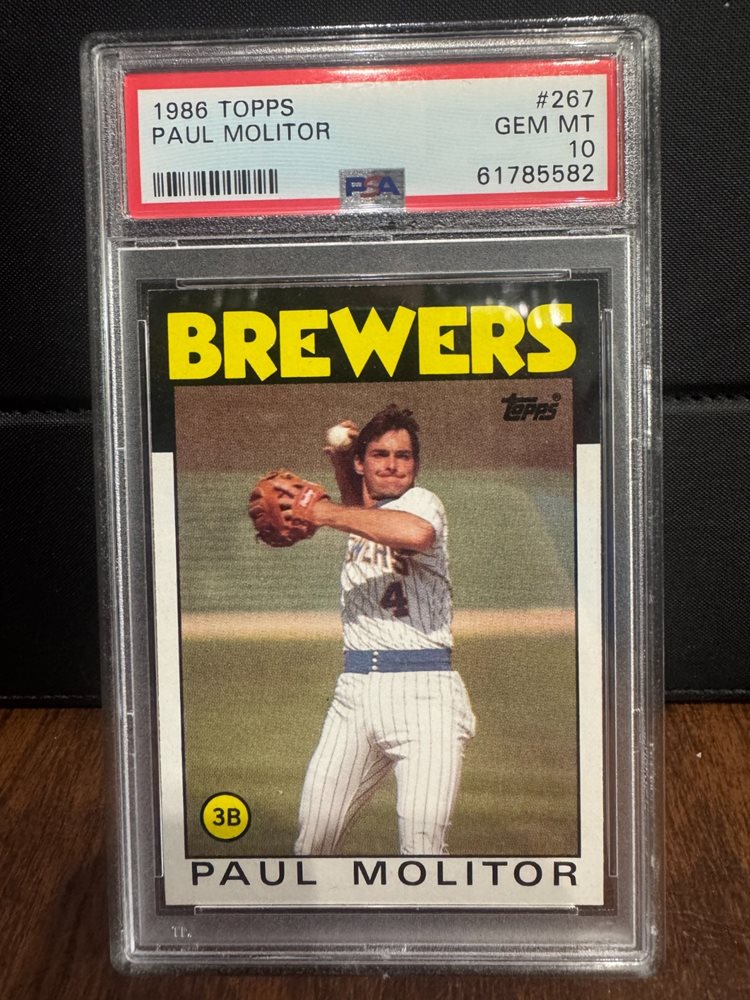 1986 TOPPS #267
PAUL MOLITOR GEM MT
10
PSA 61785582
BREWERS
topps®
4
3B
PAUL MOLITOR